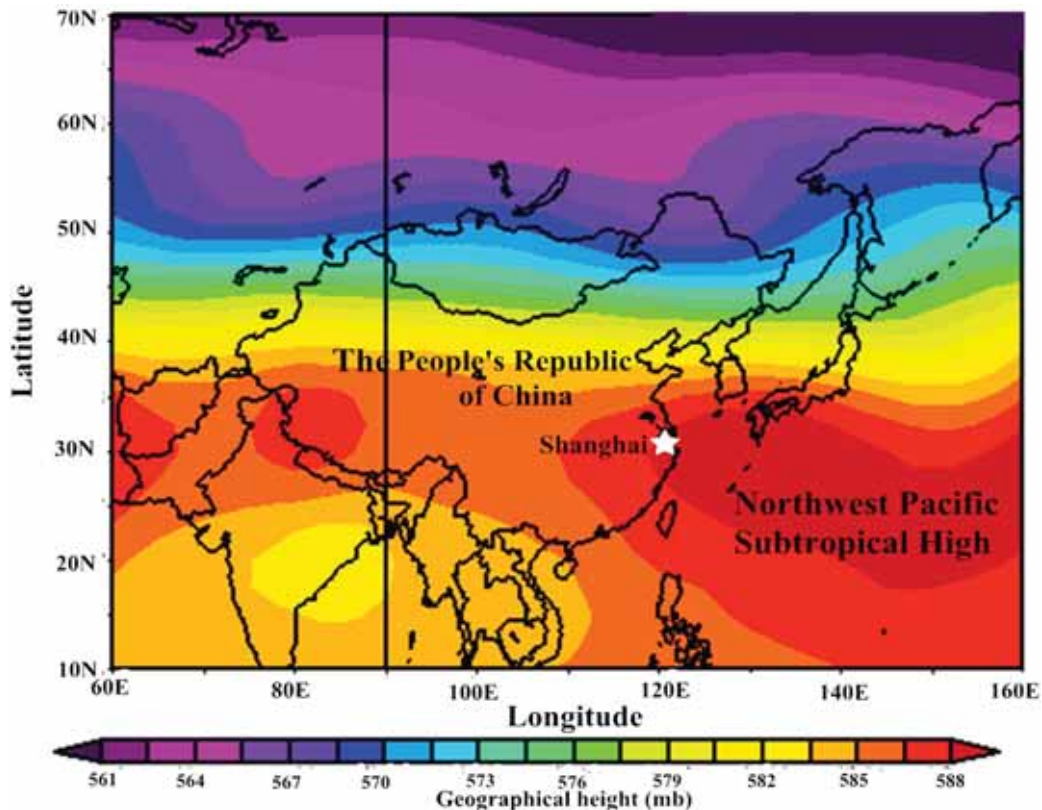 70N
60N
50N
40N
30N
20N
10N
Latitude
The People's Republic
of China
Shanghai
Northwest Pacific
Subtropical High
60E 80E 100E 120E 140E 160E
Longitude
561 564 567 570 573 576 579 582 585 588
Geographical height (mb)